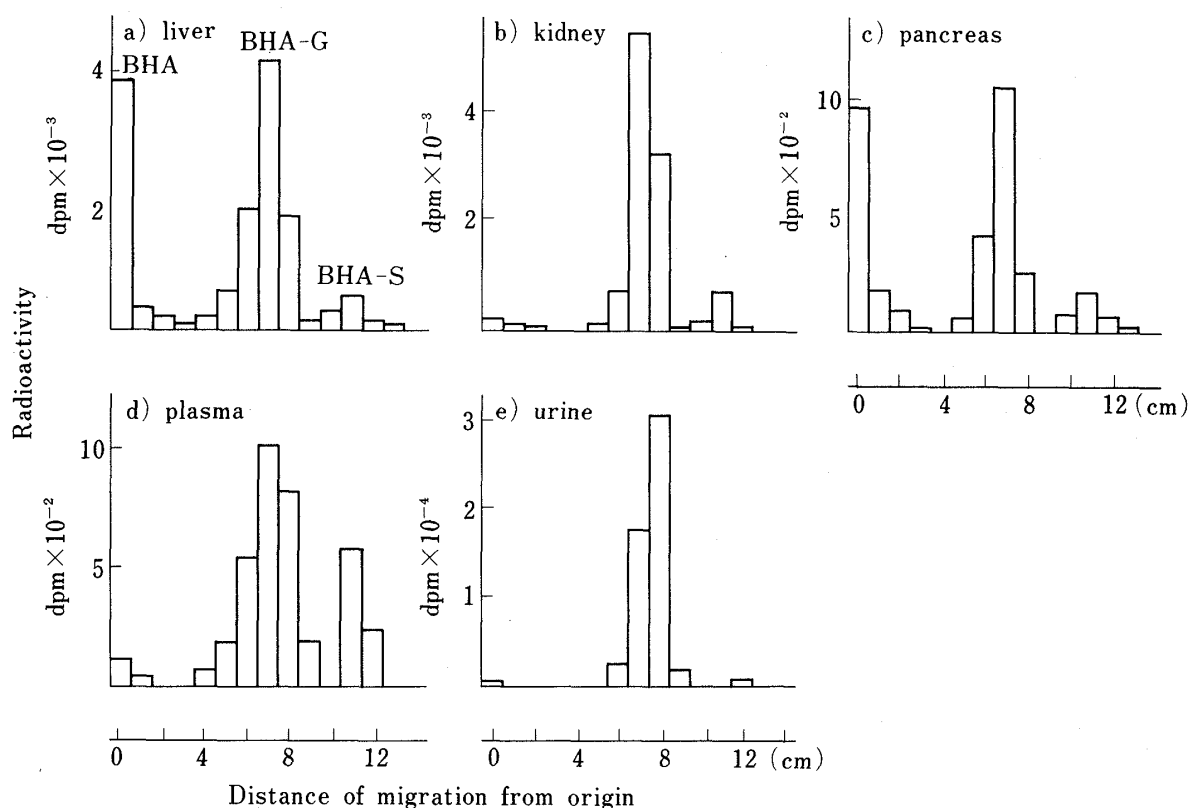 a) liver
BHA
BHA-G
BHA-S
4
2
dpm×10⁻³
b) kidney
4
2
dpm×10⁻³
c) pancreas
10
5
dpm×10⁻²
0 4 8 12 (cm)
Radioactivity
d) plasma
10
5
dpm×10⁻²
0 4 8 12
e) urine
3
2
1
dpm×10⁻⁴
0 4 8 12 (cm)
Distance of migration from origin